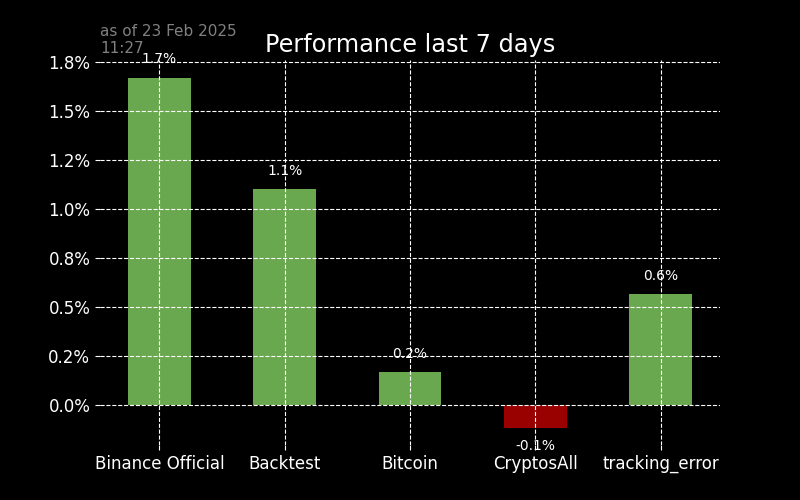 as of 23 Feb 2025
11:27
Performance last 7 days
1.8%
1.5%
1.2%
1.0%
0.8%
0.5%
0.2%
0.0%
1.7%
1.1%
0.2%
-0.1%
0.6%
Binance Official
Backtest
Bitcoin
CryptosAll
tracking_error